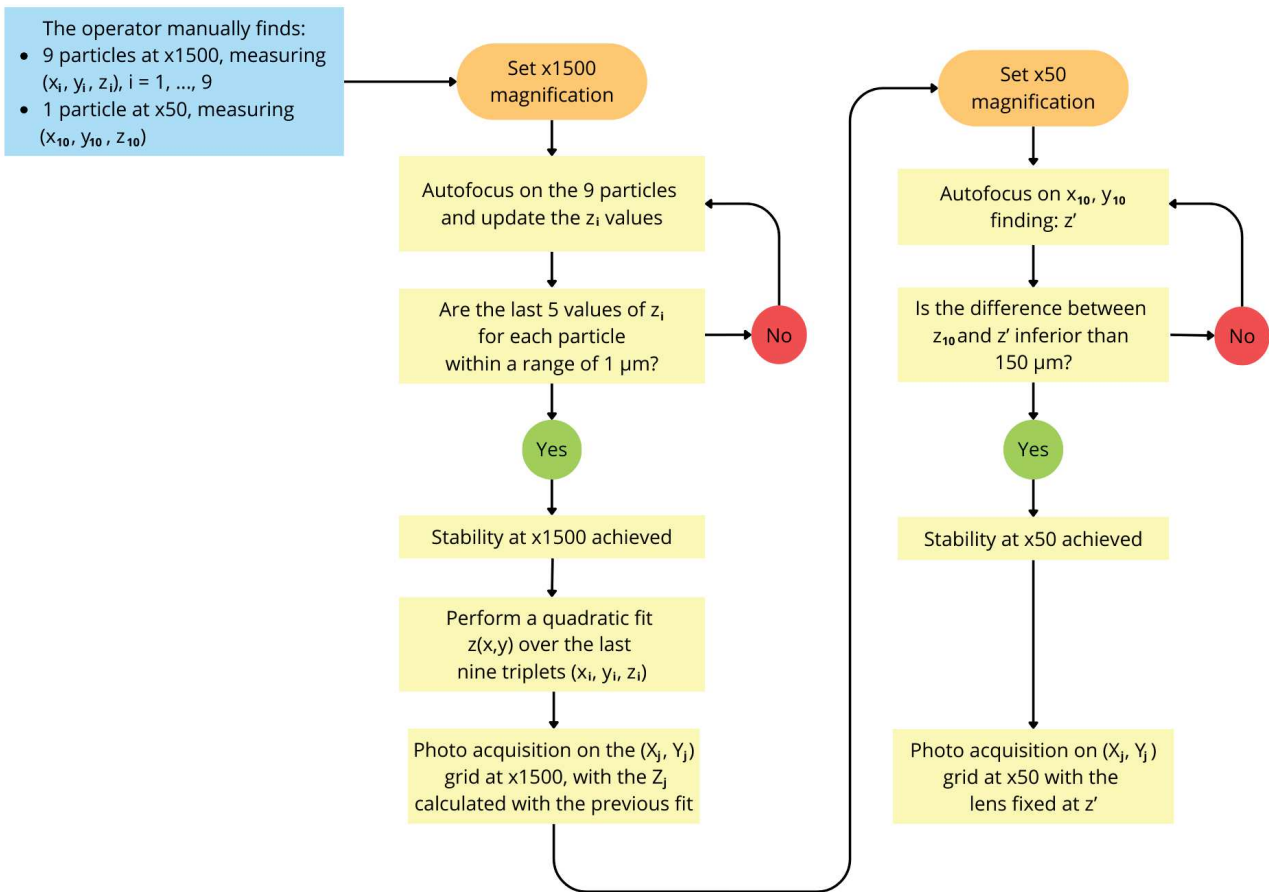 The operator manually finds:
• 9 particles at x1500, measuring
(xᵢ, yᵢ, zᵢ), i = 1, ..., 9
• 1 particle at x50, measuring
(x₁₀, y₁₀ , z₁₀)
Set x1500
magnification
Autofocus on the 9 particles
and update the zᵢ values
Are the last 5 values of zᵢ
for each particle
within a range of 1 µm?
No
Yes
Stability at x1500 achieved
Perform a quadratic fit
z(x,y) over the last
nine triplets (xᵢ, yᵢ, zᵢ)
Photo acquisition on the (Xⱼ, Yⱼ)
grid at x1500, with the Zⱼ
calculated with the previous fit
Set x50
magnification
Autofocus on x₁₀, y₁₀
finding: z’
Is the difference between
z₁₀ and z’ inferior than
150 µm?
No
Yes
Stability at x50 achieved
Photo acquisition on (Xⱼ, Yⱼ )
grid at x50 with the
lens fixed at z’